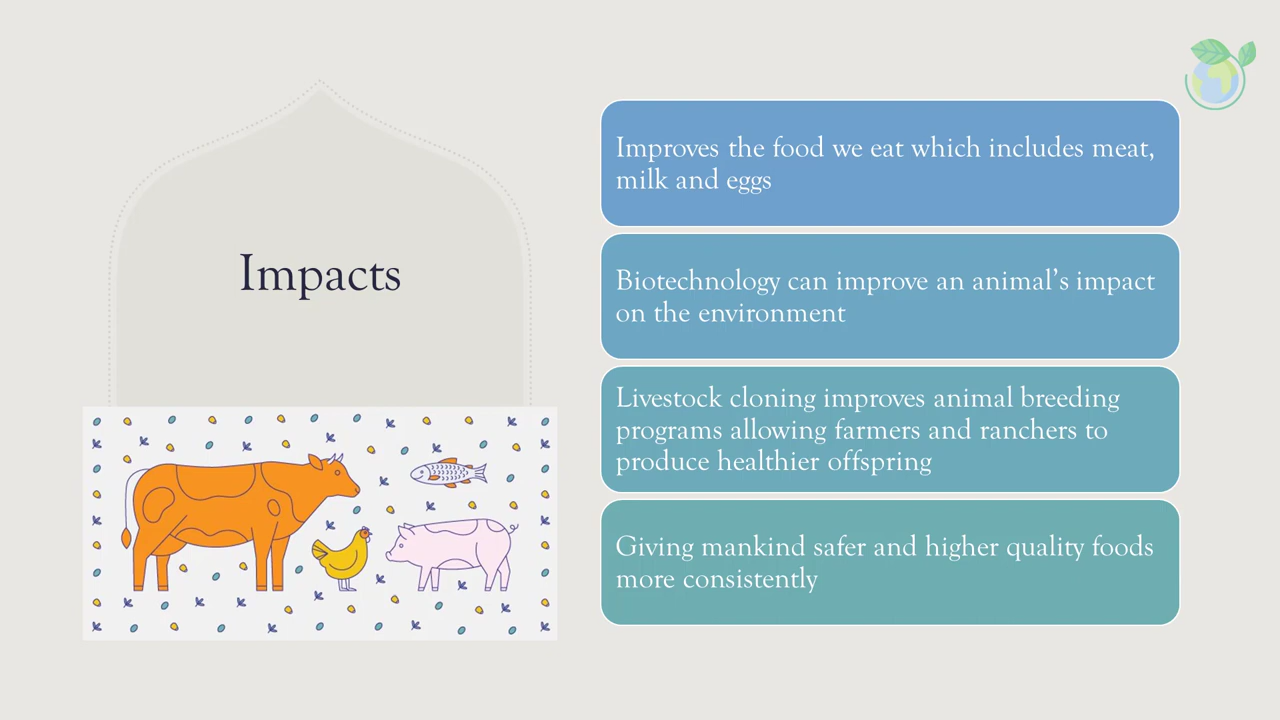 Impacts
Improves the food we eat which includes meat,
milk and eggs
Biotechnology can improve an animal’s impact
on the environment
Livestock cloning improves animal breeding
programs allowing farmers and ranchers to
produce healthier offspring
Giving mankind safer and higher quality foods
more consistently